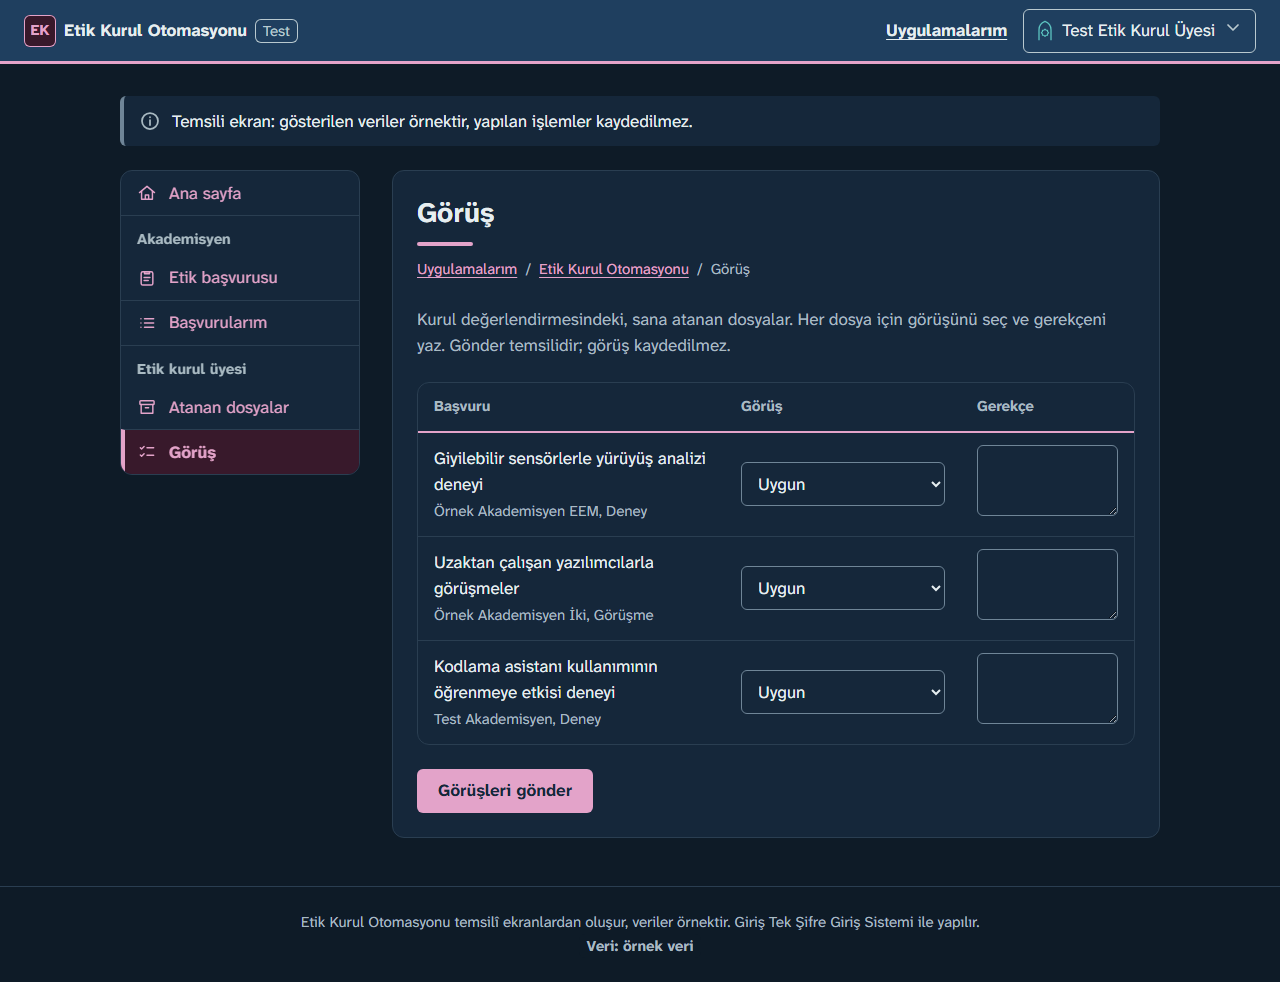 EK Etik Kurul Otomasyonu Test
Uygulamalarım
Test Etik Kurul Üyesi
Temsili ekran: gösterilen veriler örnektir, yapılan işlemler kaydedilmez.
Ana sayfa
Akademisyen
Etik başvurusu
Başvurularım
Etik kurul üyesi
Atanan dosyalar
Görüş
Görüş
Uygulamalarım / Etik Kurul Otomasyonu / Görüş
Kurul değerlendirmesindeki, sana atanan dosyalar. Her dosya için görüşünü seç ve gerekçeni
yaz. Gönder temsilidir; görüş kaydedilmez.
Başvuru Görüş Gerekçe
Giyilebilir sensörlerle yürüyüş analizi
deneyi
Örnek Akademisyen EEM, Deney
Uygun
Uzaktan çalışan yazılımcılarla
görüşmeler
Örnek Akademisyen İki, Görüşme
Uygun
Kodlama asistanı kullanımının
öğrenmeye etkisi deneyi
Test Akademisyen, Deney
Uygun
Görüşleri gönder
Etik Kurul Otomasyonu temsilî ekranlardan oluşur, veriler örnektir. Giriş Tek Şifre Giriş Sistemi ile yapılır.
Veri: örnek veri